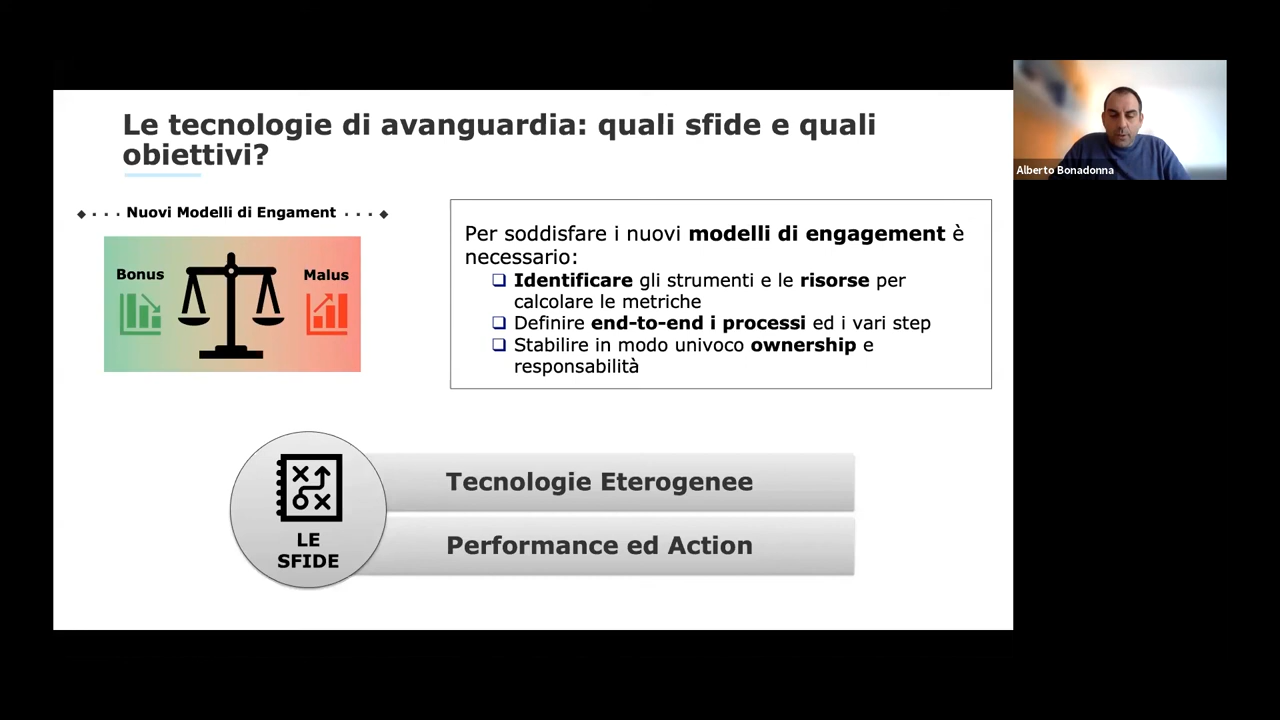 Le tecnologie di avanguardia: quali sfide e quali
obiettivi?
Nuovi Modelli di Engament
Bonus
Malus
Per soddisfare i nuovi modelli di engagement è
necessario:
Identificare gli strumenti e le risorse per
calcolare le metriche
Definire end-to-end i processi ed i vari step
Stabilire in modo univoco ownership e
responsabilità
LE
SFIDE
Tecnologie Eterogenee
Performance ed Action
Alberto Bonadonna